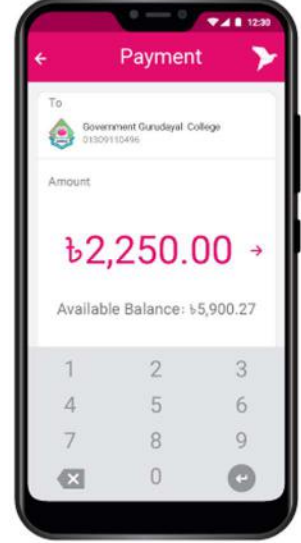 12:30
Payment
To
Government Gurudayal College
01309110496
Amount
৳2,250.00
Available Balance: ৳5,900.27
1 2 3
4 5 6
7 8 9
0